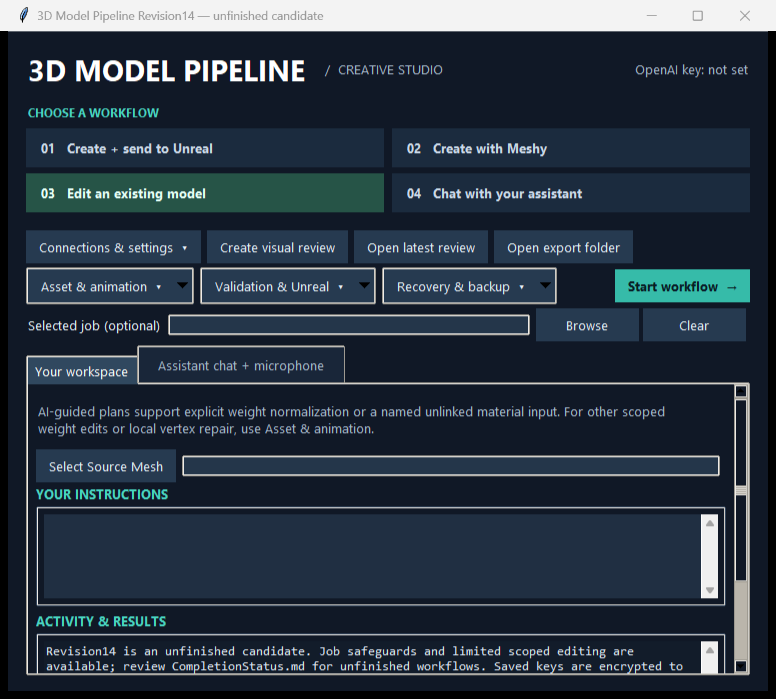 3D Model Pipeline Revision14 — unfinished candidate
3D MODEL PIPELINE / CREATIVE STUDIO OpenAI key: not set
CHOOSE A WORKFLOW
01 Create + send to Unreal
02 Create with Meshy
03 Edit an existing model
04 Chat with your assistant
Connections & settings ▾
Create visual review
Open latest review
Open export folder
Asset & animation ▾
Validation & Unreal ▾
Recovery & backup ▾
Start workflow →
Selected job (optional)
Browse
Clear
Your workspace
Assistant chat + microphone
AI-guided plans support explicit weight normalization or a named unlinked material input. For other scoped
weight edits or local vertex repair, use Asset & animation.
Select Source Mesh
YOUR INSTRUCTIONS
ACTIVITY & RESULTS
Revision14 is an unfinished candidate. Job safeguards and limited scoped editing are
available; review CompletionStatus.md for unfinished workflows. Saved keys are encrypted to